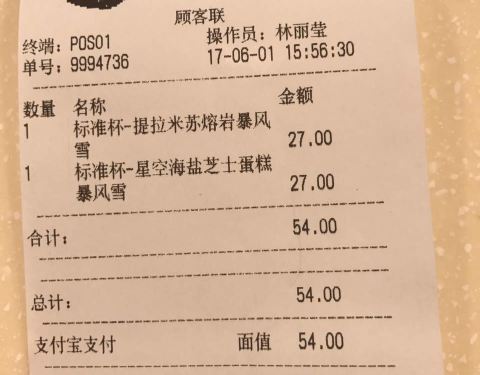 顾客联
终端：POS01 操作员：林丽莹
单号：9994736 17-06-01 15:56:30
数量 名称 金额
1 标准杯-提拉米苏熔岩暴风
雪 27.00
1 标准杯-星空海盐芝士蛋糕
暴风雪 27.00
合计： 54.00
总计： 54.00
支付宝支付 面值 54.00